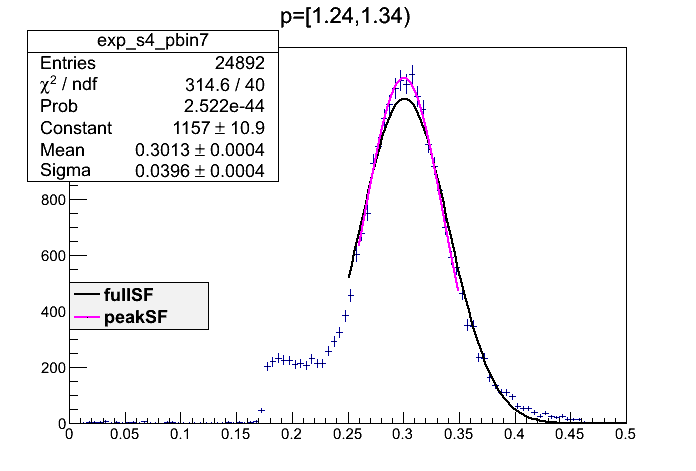 p=[1.24,1.34)
exp_s4_pbin7
Entries 24892
χ² / ndf 314.6 / 40
Prob 2.522e-44
Constant 1157 ± 10.9
Mean 0.3013 ± 0.0004
Sigma 0.0396 ± 0.0004
800
600
400
200
0
fullSF
peakSF
0 0.05 0.1 0.15 0.2 0.25 0.3 0.35 0.4 0.45 0.5